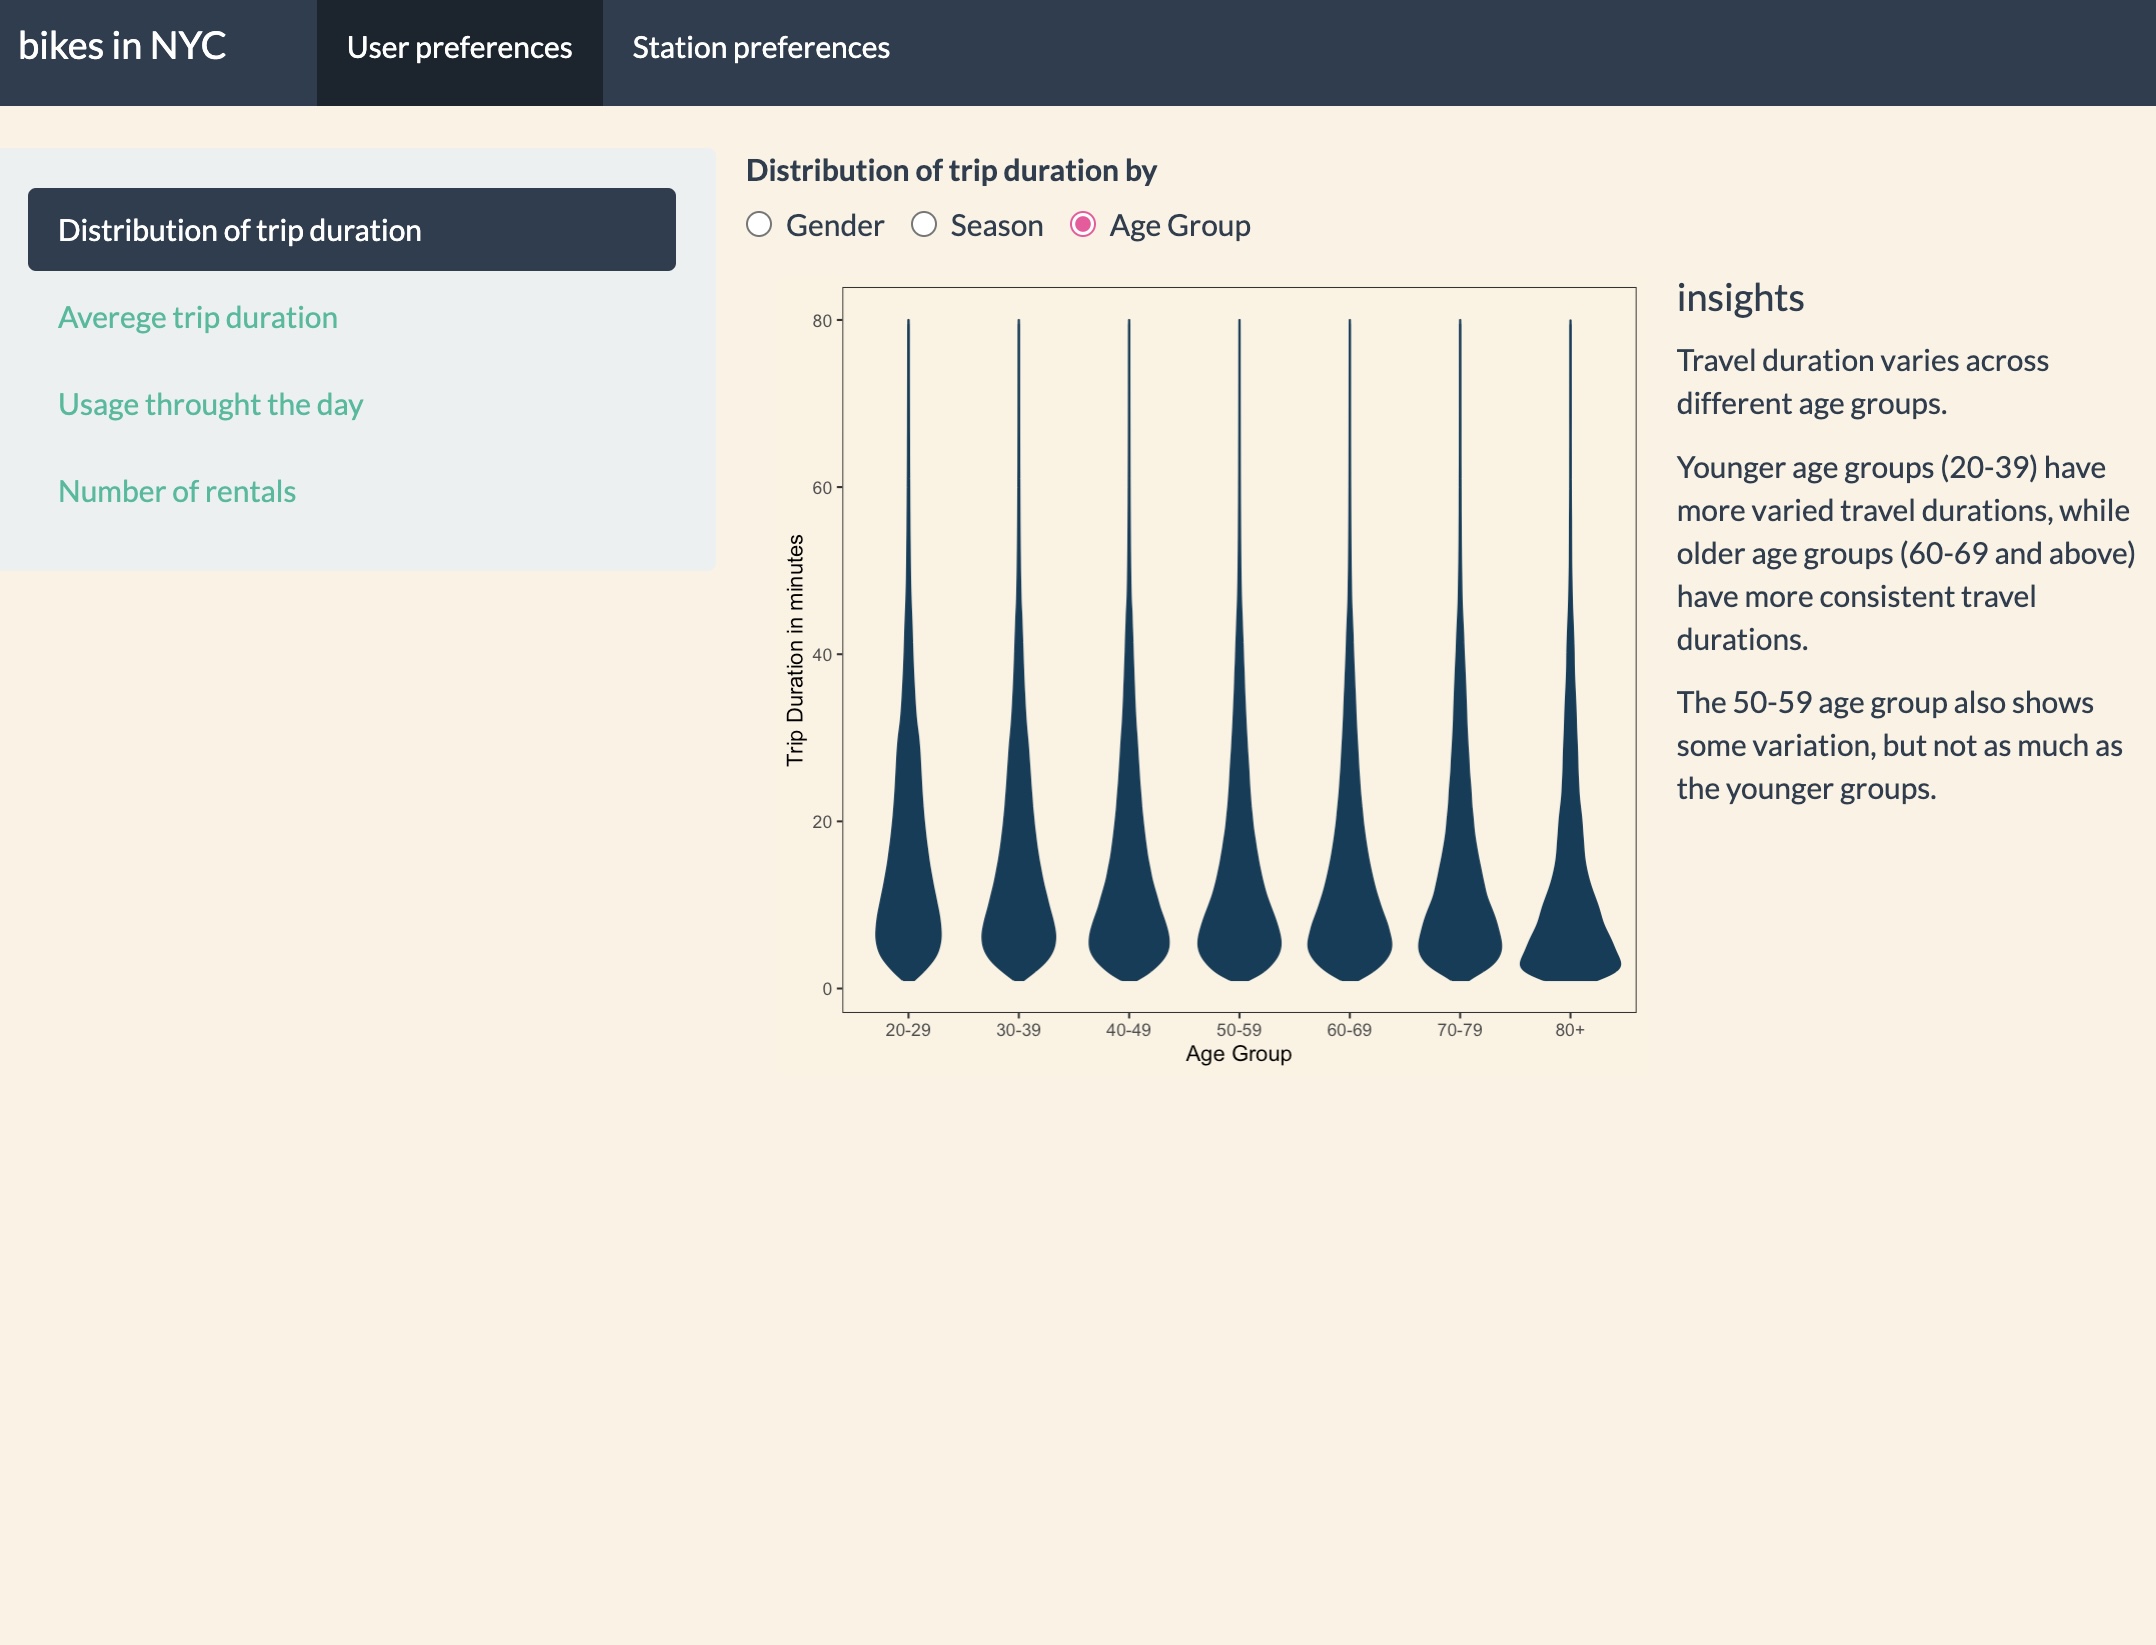 bikes in NYC
User preferences
Station preferences
Distribution of trip duration
Averege trip duration
Usage throught the day
Number of rentals
Distribution of trip duration by
Gender
Season
Age Group
80
60
40
20
0
Trip Duration in minutes
20-29
30-39
40-49
50-59
60-69
70-79
80+
Age Group
insights
Travel duration varies across
different age groups.
Younger age groups (20-39) have
more varied travel durations, while
older age groups (60-69 and above)
have more consistent travel
durations.
The 50-59 age group also shows
some variation, but not as much as
the younger groups.